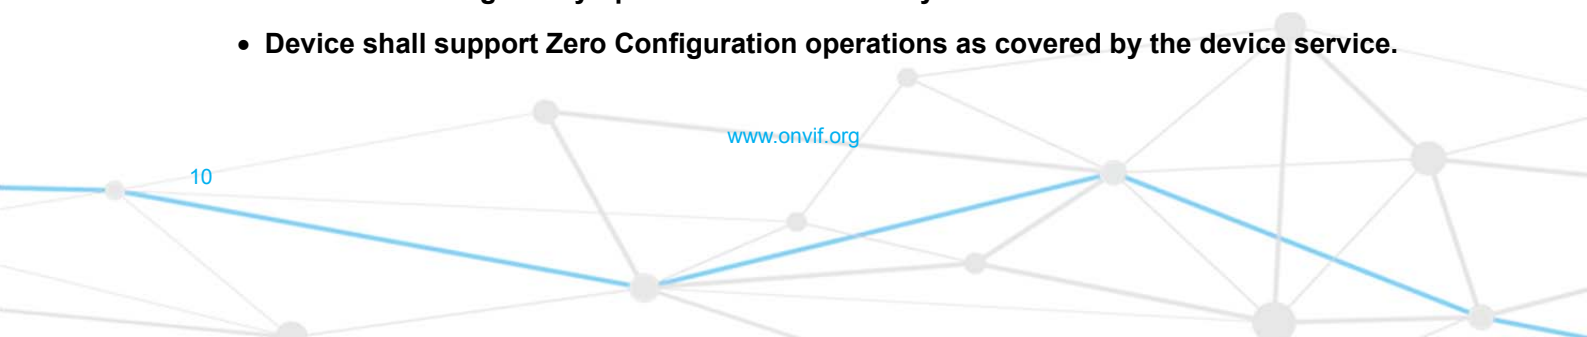 • Device shall support Zero Configuration operations as covered by the device service.
www.onvif.org
10